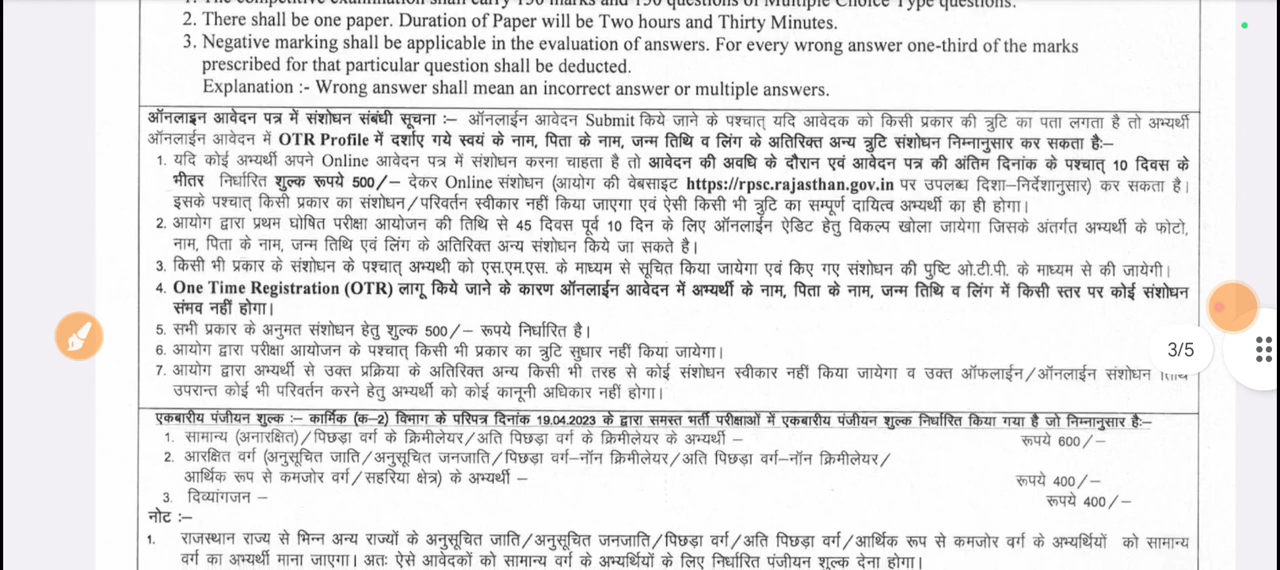 1. The competitive examination shall carry 150 marks and 150 questions of Multiple Choice Type questions.
2. There shall be one paper. Duration of Paper will be Two hours and Thirty Minutes.
3. Negative marking shall be applicable in the evaluation of answers. For every wrong answer one-third of the marks
prescribed for that particular question shall be deducted.
Explanation :- Wrong answer shall mean an incorrect answer or multiple answers.
ऑनलाइन आवेदन पत्र में संशोधन संबंधी सूचना :– ऑनलाईन आवेदन Submit किये जाने के पश्चात् यदि आवेदक को किसी प्रकार की त्रुटि का पता लगता है तो अभ्यर्थी
ऑनलाईन आवेदन में OTR Profile में दर्शाए गये स्वयं के नाम, पिता के नाम, जन्म तिथि व लिंग के अतिरिक्त अन्य त्रुटि संशोधन निम्नानुसार कर सकता हैः–
1. यदि कोई अभ्यर्थी अपने Online आवेदन पत्र में संशोधन करना चाहता है तो आवेदन की अवधि के दौरान एवं आवेदन पत्र की अंतिम दिनांक के पश्चात् 10 दिवस के
भीतर निर्धारित शुल्क रूपये 500/– देकर Online संशोधन (आयोग की वेबसाइट https://rpsc.rajasthan.gov.in पर उपलब्ध दिशा–निर्देशानुसार) कर सकता है।
इसके पश्चात् किसी प्रकार का संशोधन/परिवर्तन स्वीकार नहीं किया जाएगा एवं ऐसी किसी भी त्रुटि का सम्पूर्ण दायित्व अभ्यर्थी का ही होगा।
2. आयोग द्वारा प्रथम घोषित परीक्षा आयोजन की तिथि से 45 दिवस पूर्व 10 दिन के लिए ऑनलाईन ऐडिट हेतु विकल्प खोला जायेगा जिसके अंतर्गत अभ्यर्थी के फोटो,
नाम, पिता के नाम, जन्म तिथि एवं लिंग के अतिरिक्त अन्य संशोधन किये जा सकते है।
3. किसी भी प्रकार के संशोधन के पश्चात् अभ्यथी को एस.एम.एस. के माध्यम से सूचित किया जायेगा एवं किए गए संशोधन की पुष्टि ओ.टी.पी. के माध्यम से की जायेगी।
4. One Time Registration (OTR) लागू किये जाने के कारण ऑनलाईन आवेदन में अभ्यर्थी के नाम, पिता के नाम, जन्म तिथि व लिंग में किसी स्तर पर कोई संशोधन
संभव नहीं होगा।
5. सभी प्रकार के अनुमत संशोधन हेतु शुल्क 500/– रूपये निर्धारित है।
6. आयोग द्वारा परीक्षा आयोजन के पश्चात् किसी भी प्रकार का त्रुटि सुधार नहीं किया जायेगा।
3/5
7. आयोग द्वारा अभ्यर्थी से उक्त प्रक्रिया के अतिरिक्त अन्य किसी भी तरह से कोई संशोधन स्वीकार नहीं किया जायेगा व उक्त ऑफलाईन/ऑनलाईन संशोधन
उपरान्त कोई भी परिवर्तन करने हेतु अभ्यर्थी को कोई कानूनी अधिकार नहीं होगा।
एकबारीय पंजीयन शुल्क :– कार्मिक (क–2) विभाग के परिपत्र दिनांक 19.04.2023 के द्वारा समस्त भर्ती परीक्षाओं में एकबारीय पंजीयन शुल्क निर्धारित किया गया है जो निम्नानुसार हैः–
1. सामान्य (अनारक्षित)/पिछड़ा वर्ग के क्रिमीलेयर/अति पिछड़ा वर्ग के क्रिमीलेयर के अभ्यर्थी – रूपये 600/–
2. आरक्षित वर्ग (अनुसूचित जाति/अनुसूचित जनजाति/पिछड़ा वर्ग–नॉन क्रिमीलेयर/अति पिछड़ा वर्ग–नॉन क्रिमीलेयर/
आर्थिक रूप से कमजोर वर्ग/सहरिया क्षेत्र) के अभ्यर्थी – रूपये 400/–
3. दिव्यांगजन – रूपये 400/–
नोट :–
1. राजस्थान राज्य से भिन्न अन्य राज्यों के अनुसूचित जाति/अनुसूचित जनजाति/पिछड़ा वर्ग/अति पिछड़ा वर्ग/आर्थिक रूप से कमजोर वर्ग के अभ्यर्थियों को सामान्य
वर्ग का अभ्यर्थी माना जाएगा। अतः ऐसे आवेदकों को सामान्य वर्ग के अभ्यर्थियों के लिए निर्धारित पंजीयन शुल्क देना होगा।